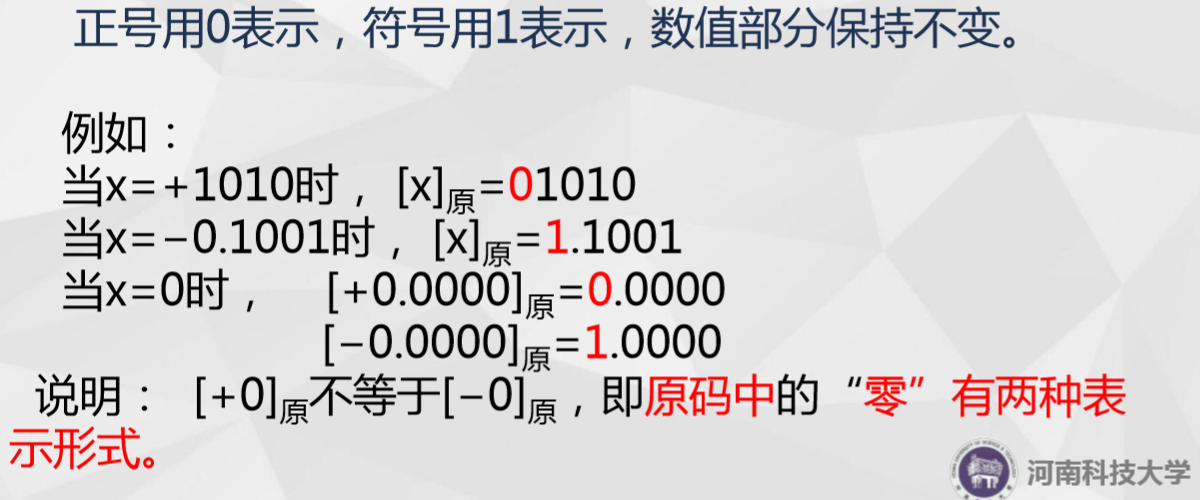 正号用0表示，符号用1表示，数值部分保持不变。
例如：
当x=+1010时， [x]原=01010
当x=−0.1001时， [x]原=1.1001
当x=0时， [+0.0000]原=0.0000
[−0.0000]原=1.0000
说明： [+0]原不等于[−0]原，即原码中的“零”有两种表
示形式。
河南科技大学